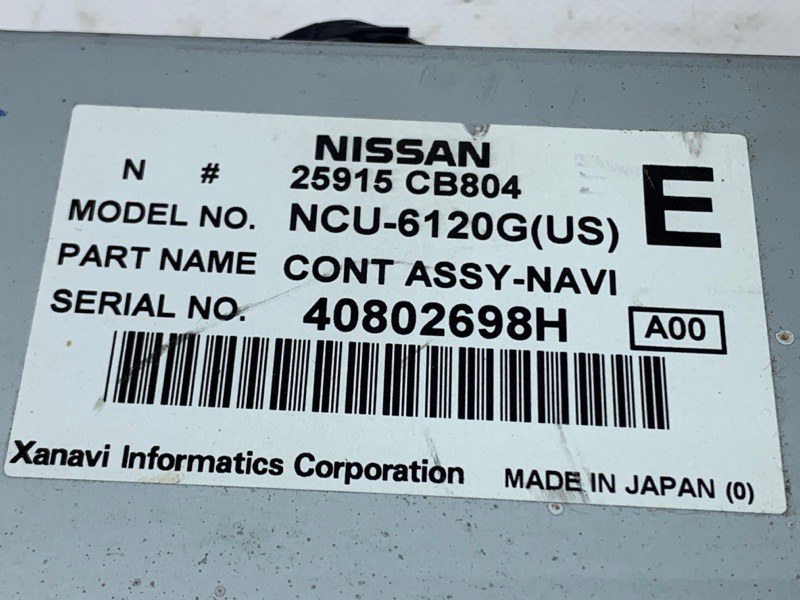 NISSAN
N # 25915 CB804
E
MODEL NO. NCU-6120G(US)
PART NAME CONT ASSY-NAVI
SERIAL NO. 40802698H
A00
Xanavi Informatics Corporation
MADE IN JAPAN (0)